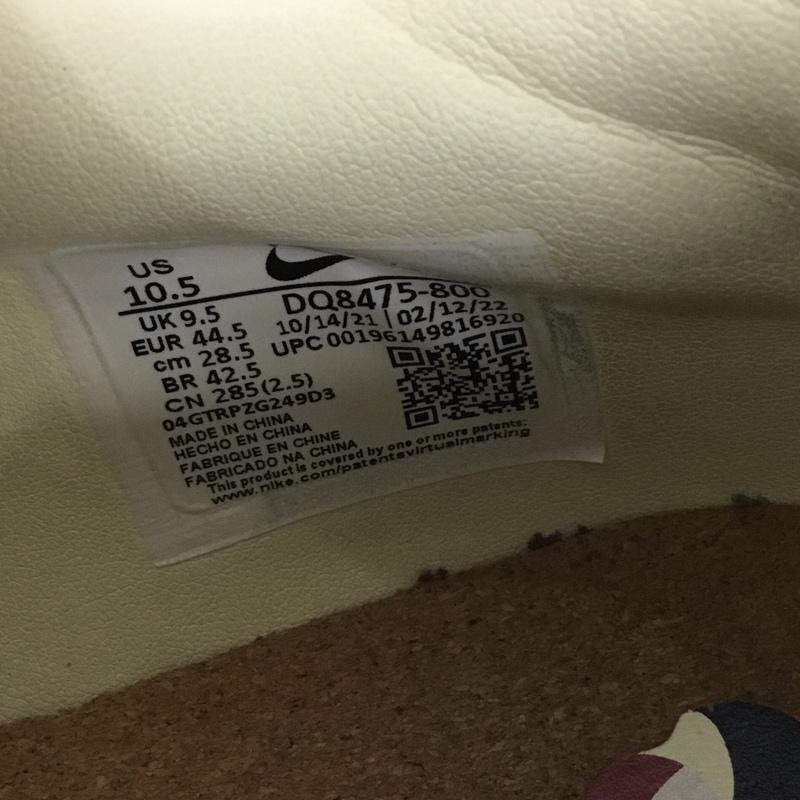 US
10.5
UK 9.5
EUR 44.5
cm 28.5
BR 42.5
CN 285(2.5)
DQ8475-800
10/14/21 | 02/12/22
UPC 00196149816920
04GTRPZG249D3
MADE IN CHINA
HECHO EN CHINA
FABRIQUE EN CHINE
FABRICADO NA CHINA
This product is covered by one or more patents:
www.nike.com/patentsvirtualmarking